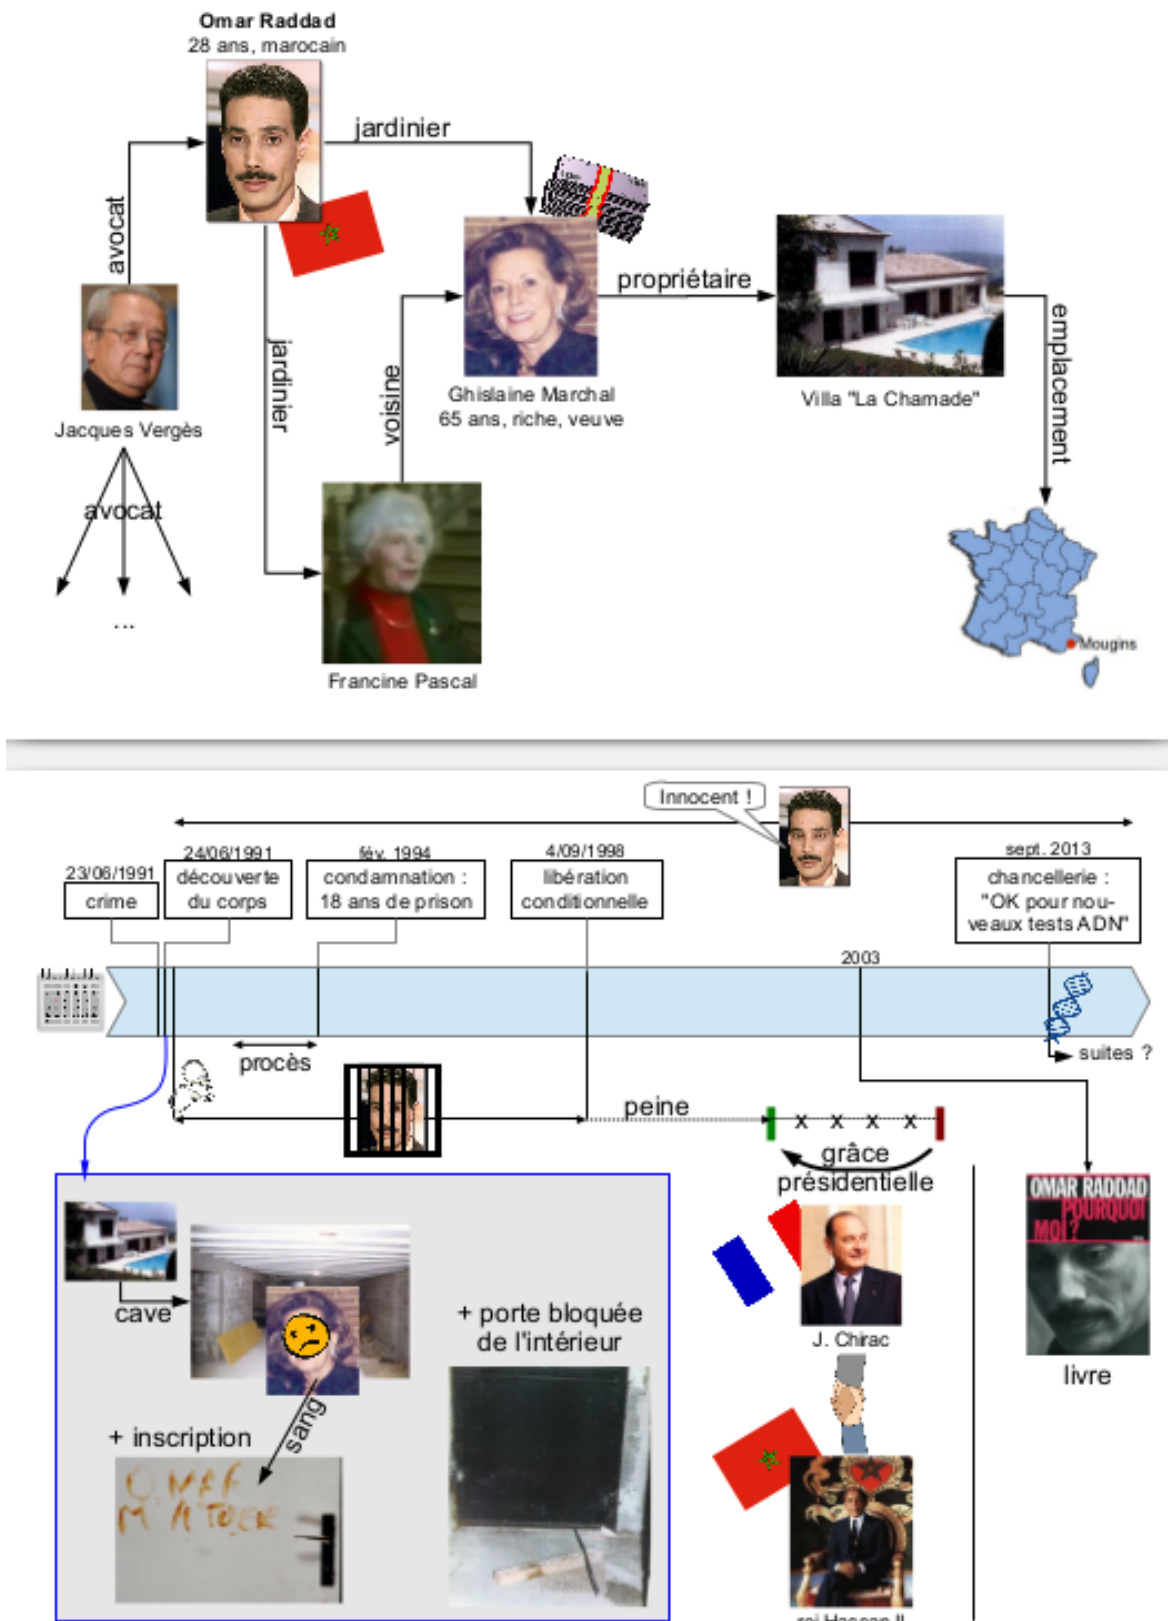 Omar Raddad
28 ans, marocain
jardinier
avocat
jardinier
voisine
propriétaire
emplacement
Jacques Vergès
avocat
...
Ghislaine Marchal
65 ans, riche, veuve
Villa "La Chamade"
Francine Pascal
Mougins
Innocent !
23/06/1991
crime
24/06/1991
découverte
du corps
fév. 1994
condamnation :
18 ans de prison
4/09/1998
libération
conditionnelle
sept. 2013
chancellerie :
"OK pour nou-
veaux tests ADN"
2003
procès
suites ?
peine
x x x x
grâce
présidentielle
cave
sang
+ inscription
OMAR
M'A TUER
+ porte bloquée
de l'intérieur
J. Chirac
roi Hassan II
OMAR RADDAD
POURQUOI
MOI ?
livre